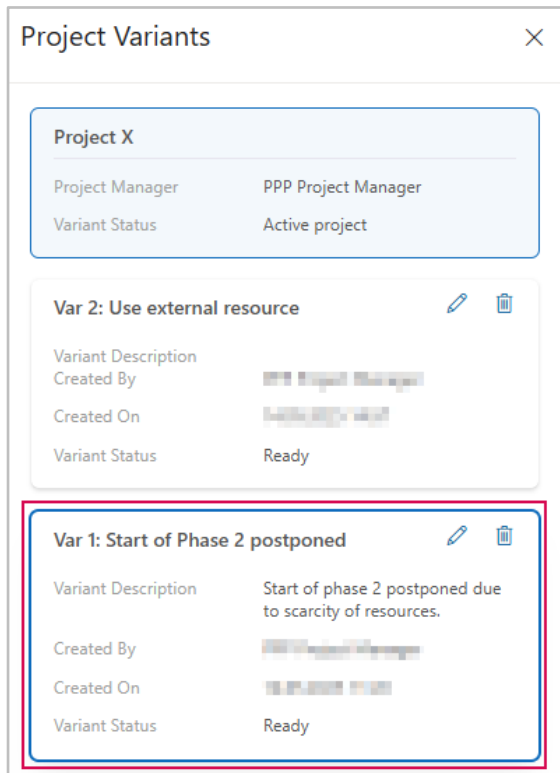 Project Variants
Project X
Project Manager PPP Project Manager
Variant Status Active project
Var 2: Use external resource
Variant Description
Created By
Created On
Variant Status Ready
Var 1: Start of Phase 2 postponed
Variant Description Start of phase 2 postponed due
to scarcity of resources.
Created By
Created On
Variant Status Ready